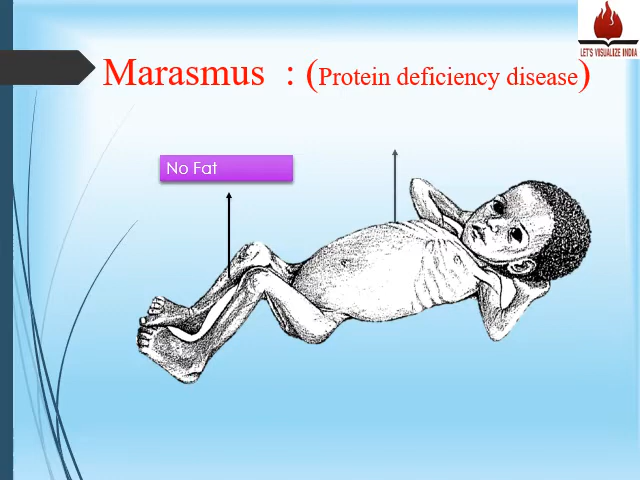 LET'S VISUALIZE INDIA
Marasmus : (Protein deficiency disease)
No Fat